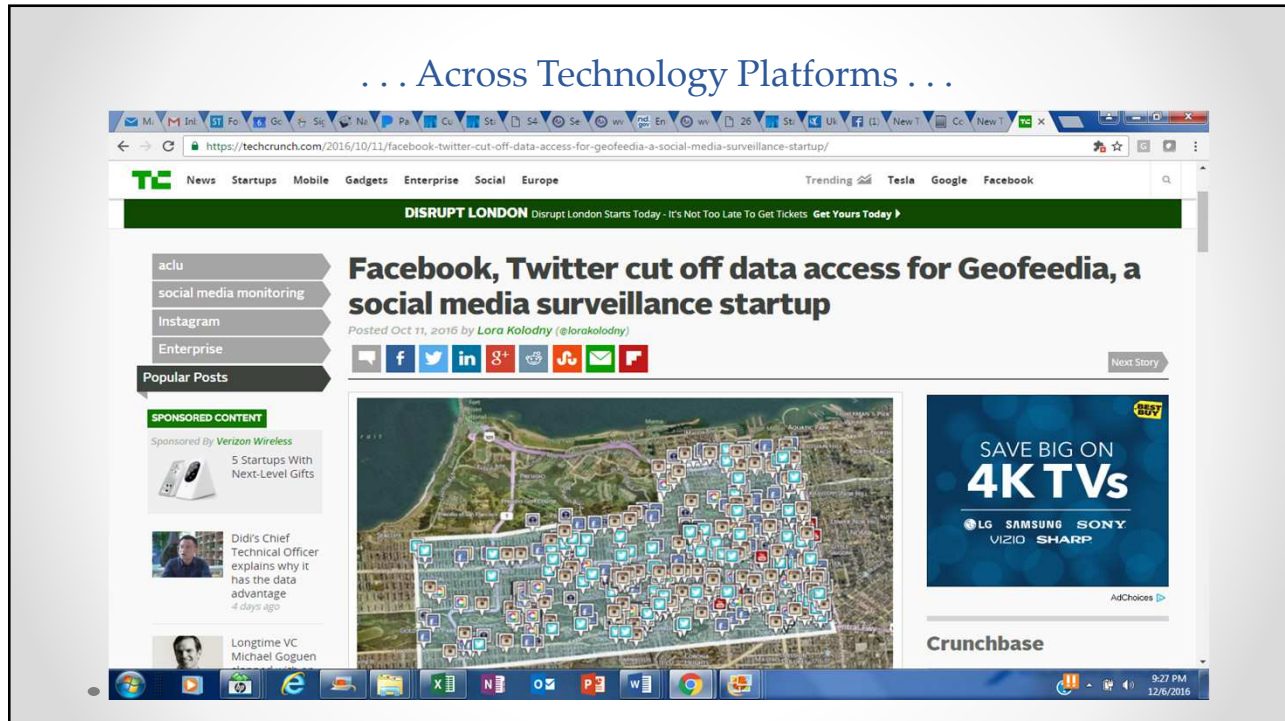 . . . Across Technology Platforms . . .
https://techcrunch.com/2016/10/11/facebook-twitter-cut-off-data-access-for-geofeedia-a-social-media-surveillance-startup/
TC News Startups Mobile Gadgets Enterprise Social Europe Trending Tesla Google Facebook
DISRUPT LONDON Disrupt London Starts Today - It's Not Too Late To Get Tickets Get Yours Today
aclu
social media monitoring
Instagram
Enterprise
Popular Posts
SPONSORED CONTENT
Sponsored By Verizon Wireless
5 Startups With
Next-Level Gifts
Didi's Chief
Technical Officer
explains why it
has the data
advantage
4 days ago
Longtime VC
Michael Goguen
Facebook, Twitter cut off data access for Geofeedia, a
social media surveillance startup
Posted Oct 11, 2016 by Lora Kolodny (@lorakolodny)
Next Story
BEST
BUY
SAVE BIG ON
4K TVs
LG SAMSUNG SONY
VIZIO SHARP
AdChoices
Crunchbase
9:27 PM
12/6/2016